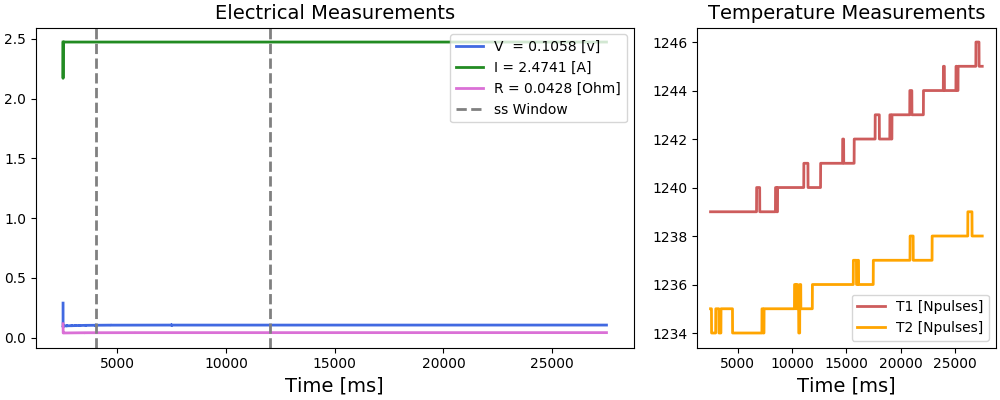 Electrical Measurements
2.5
2.0
1.5
1.0
0.5
0.0
V  = 0.1058 [v]
I = 2.4741 [A]
R = 0.0428 [Ohm]
ss Window
5000 10000 15000 20000 25000
Time [ms]
Temperature Measurements
1246
1244
1242
1240
1238
1236
1234
T1 [Npulses]
T2 [Npulses]
5000 10000 15000 20000 25000
Time [ms]